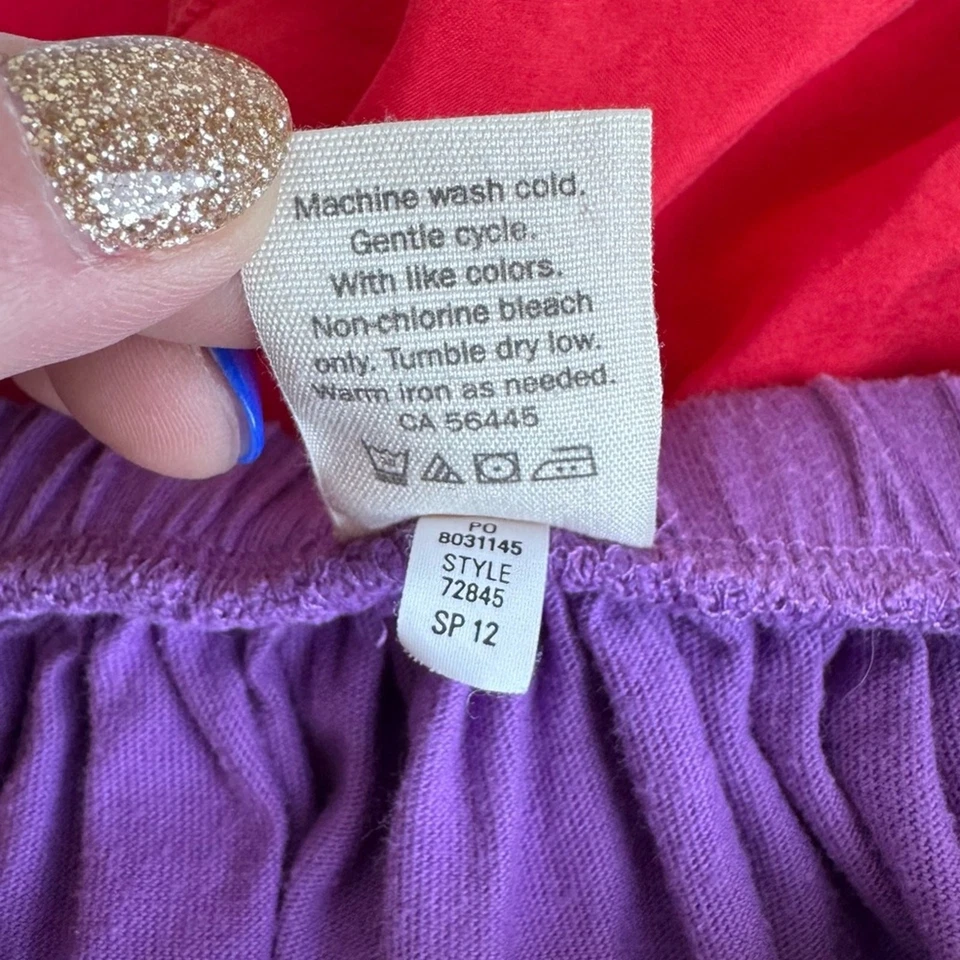 Machine wash cold.
Gentle cycle.
With like colors.
Non-chlorine bleach
only. Tumble dry low.
Warm iron as needed.
CA 56445
PO
8031145
STYLE
72845
SP 12